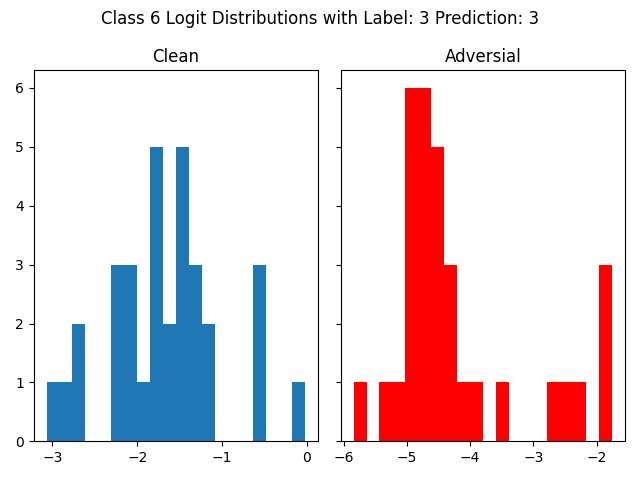 Class 6 Logit Distributions with Label: 3 Prediction: 3
Clean
Adversial
6
5
4
3
2
1
0
−3 −2 −1 0
−6 −5 −4 −3 −2